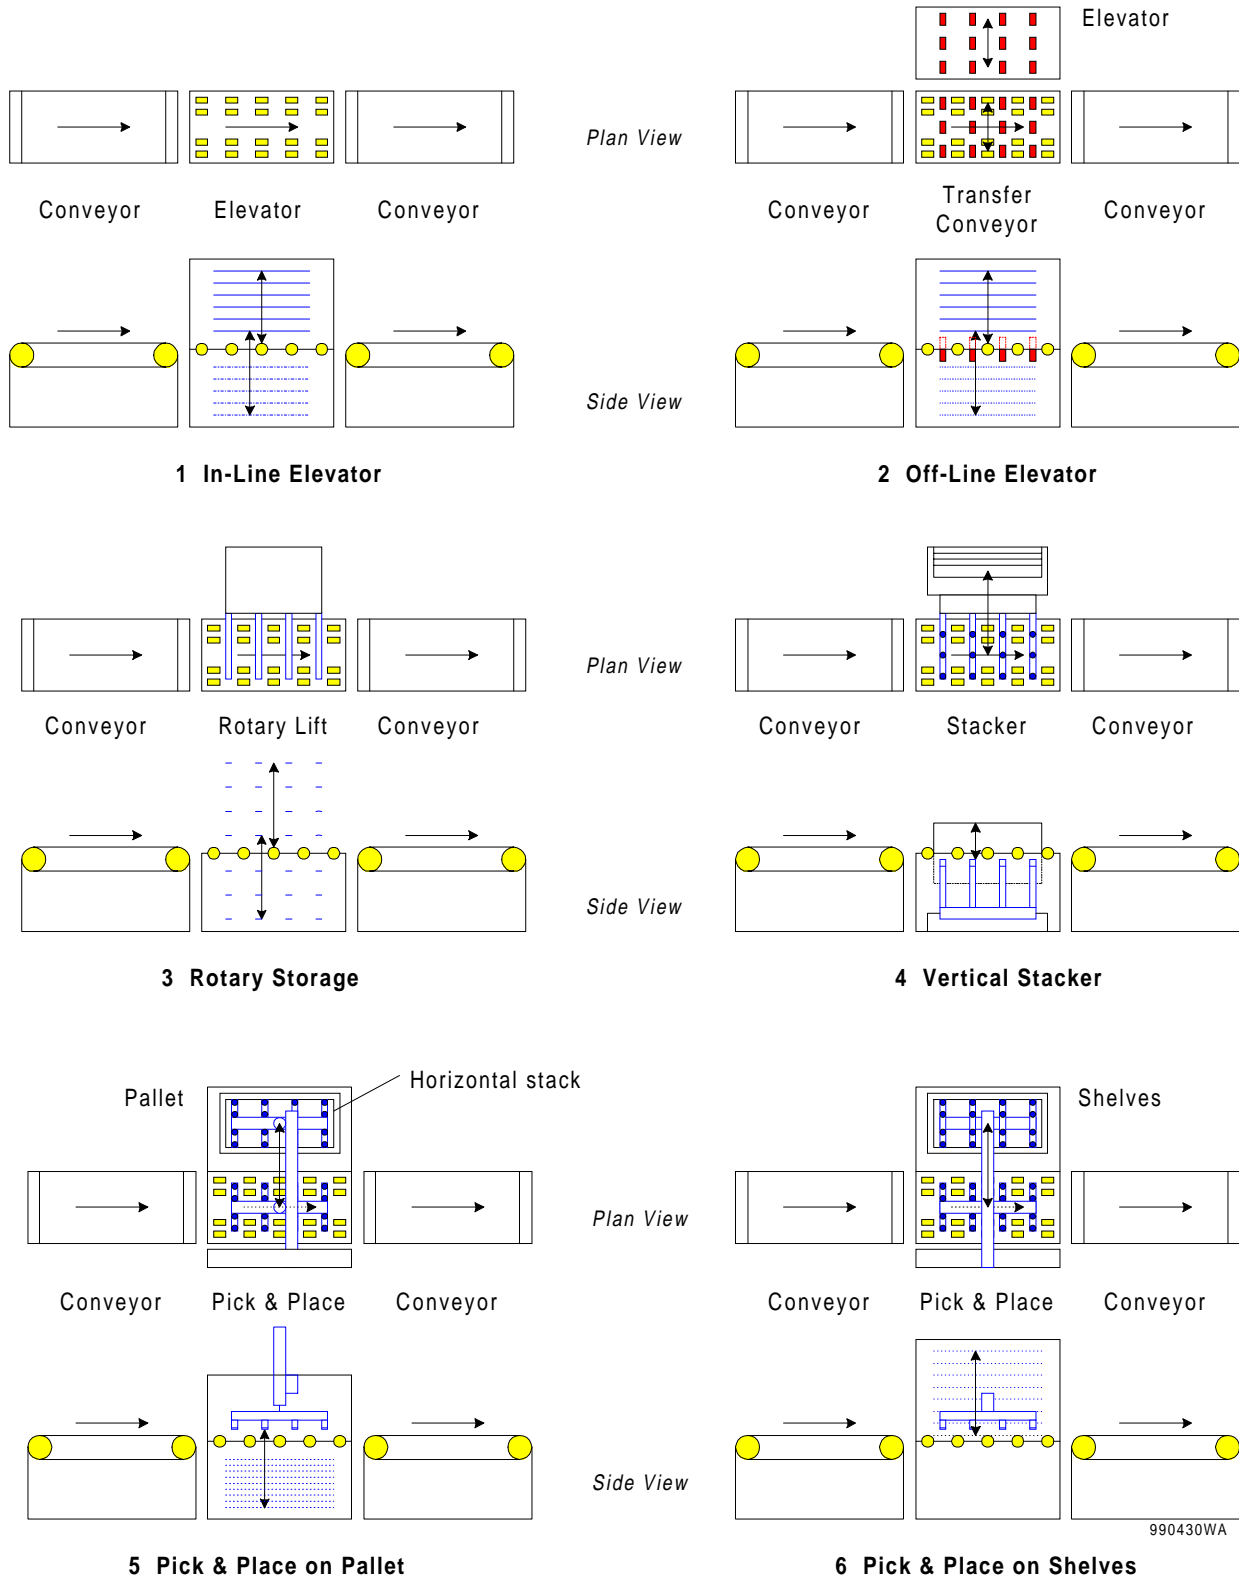 Elevator
Plan View
Conveyor
Elevator
Conveyor
Conveyor
Transfer
Conveyor
Conveyor
Side View
1 In-Line Elevator
2 Off-Line Elevator
Plan View
Conveyor
Rotary Lift
Conveyor
Conveyor
Stacker
Conveyor
Side View
3 Rotary Storage
4 Vertical Stacker
Pallet
Horizontal stack
Shelves
Plan View
Conveyor
Pick & Place
Conveyor
Conveyor
Pick & Place
Conveyor
Side View
990430WA
5 Pick & Place on Pallet
6 Pick & Place on Shelves